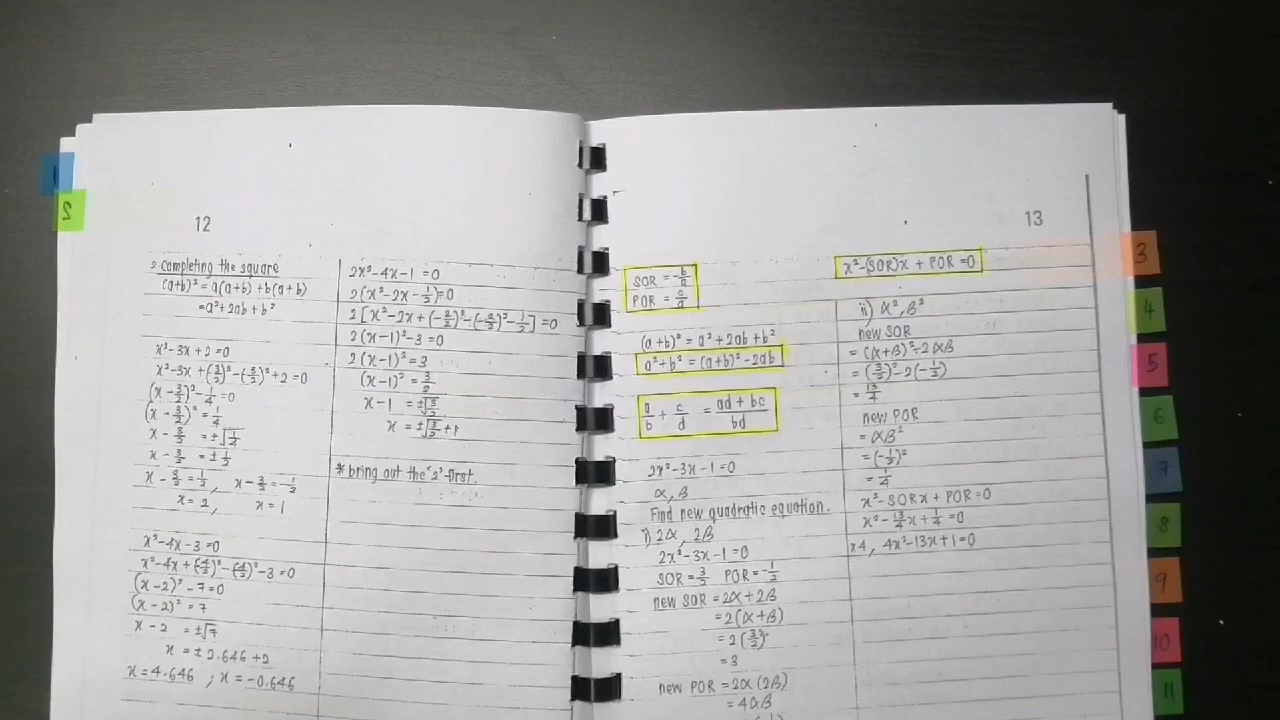 1
2
12
2. Completing the square
(a+b)² = a(a+b) + b(a+b)
= a² + 2ab + b²
x² - 3x + 2 = 0
x² - 3x + (3/2)² - (3/2)² + 2 = 0
(x - 3/2)² - 1/4 = 0
(x - 3/2)² = 1/4
x - 3/2 = ±√1/4
x - 3/2 = ± 1/2
x - 3/2 = 1/2 , x - 3/2 = -1/2
x = 2 , x = 1
x² - 4x - 3 = 0
x² - 4x + (-4/2)² - (-4/2)² - 3 = 0
(x - 2)² - 7 = 0
(x - 2)² = 7
x - 2 = ±√7
x = ± 2.646 + 2
x = 4.646 ; x = -0.646
2x² - 4x - 1 = 0
2(x² - 2x - 1/2) = 0
2[x² - 2x + (-2/2)² - (-2/2)² - 1/2] = 0
2(x - 1)² - 3 = 0
2(x - 1)² = 3
(x - 1)² = 3/2
x - 1 = ±√3/2
x = ±√3/2 + 1
* bring out the '2' first.
13
SOR = -b/a
POR = c/a
(a+b)² = a² + 2ab + b²
a² + b² = (a+b)² - 2ab
a/b + c/d = ad + bc/bd
2x² - 3x - 1 = 0
α, β
Find new quadratic equation.
i) 2α, 2β
2x² - 3x - 1 = 0
SOR = 3/2 POR = -1/2
new SOR = 2α + 2β
= 2(α + β)
= 2(3/2)
= 3
new POR = 2α(2β)
= 4αβ
x² - (SOR)x + POR = 0
ii) α², β²
new SOR
= (α + β)² - 2αβ
= (3/2)² - 2(-1/2)
= 13/4
new POR
= αβ²
= (-1/2)²
= 1/4
x² - SORx + POR = 0
x² - 13/4x + 1/4 = 0
x4, 4x² - 13x + 1 = 0
3
4
5
6
7
8
9
10
11